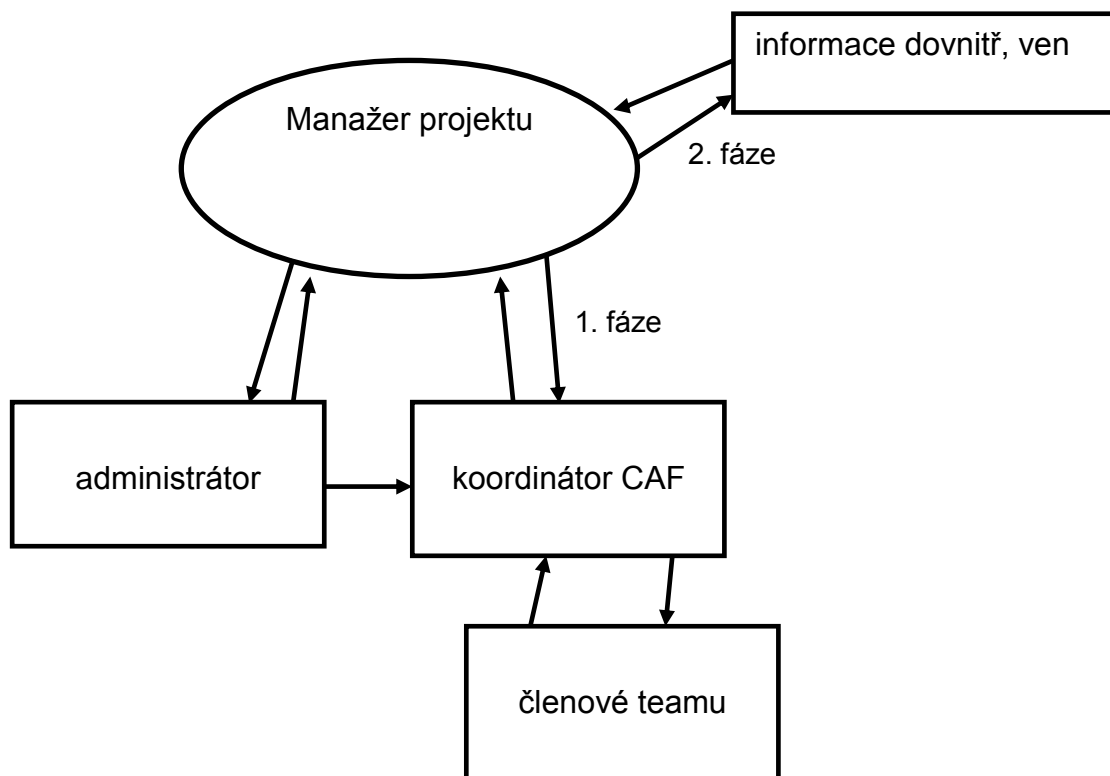 informace dovnitř, ven
Manažer projektu
2. fáze
1. fáze
administrátor
koordinátor CAF
členové teamu